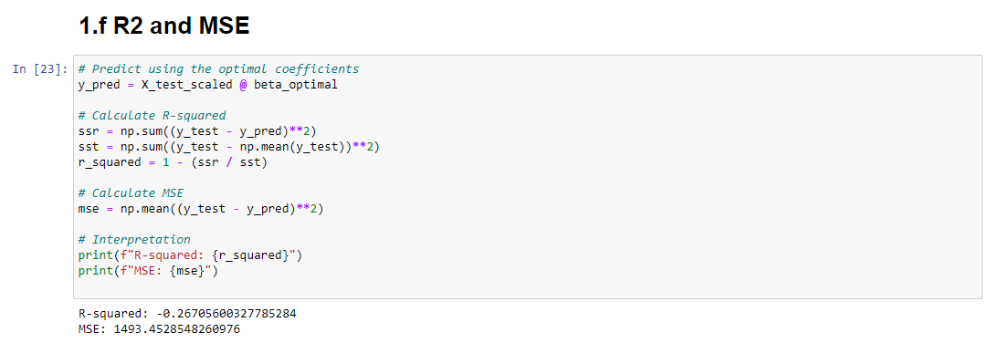 1.f R2 and MSE
In [23]:
# Predict using the optimal coefficients
y_pred = X_test_scaled @ beta_optimal
# Calculate R-squared
ssr = np.sum((y_test - y_pred)**2)
sst = np.sum((y_test - np.mean(y_test))**2)
r_squared = 1 - (ssr / sst)
# Calculate MSE
mse = np.mean((y_test - y_pred)**2)
# Interpretation
print(f"R-squared: {r_squared}")
print(f"MSE: {mse}")
R-squared: -0.26705600327785284
MSE: 1493.4528548260976